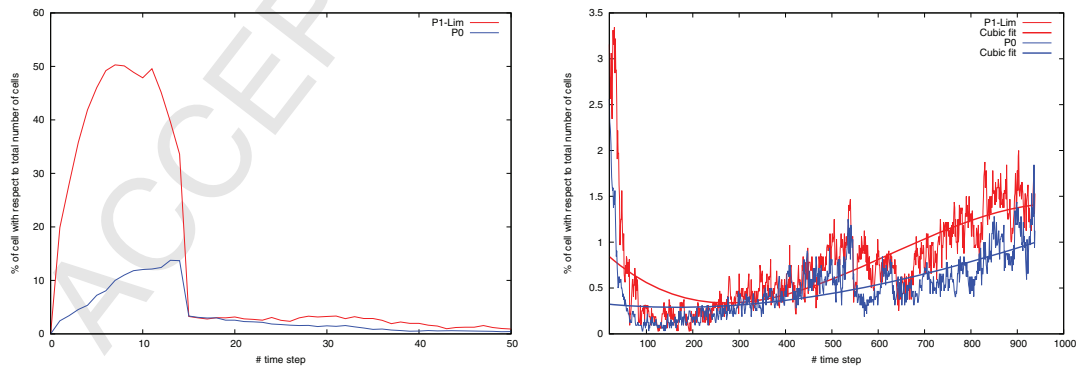 60
50
40
30
20
10
0
0 10 20 30 40 50
% of cell with respect to total number of cells
# time step
P1-Lim
P0
ACCEP
3.5
3
2.5
2
1.5
1
0.5
0
100 200 300 400 500 600 700 800 900 1000
% of cell with respect to total number of cells
# time step
P1-Lim
Cubic fit
P0
Cubic fit